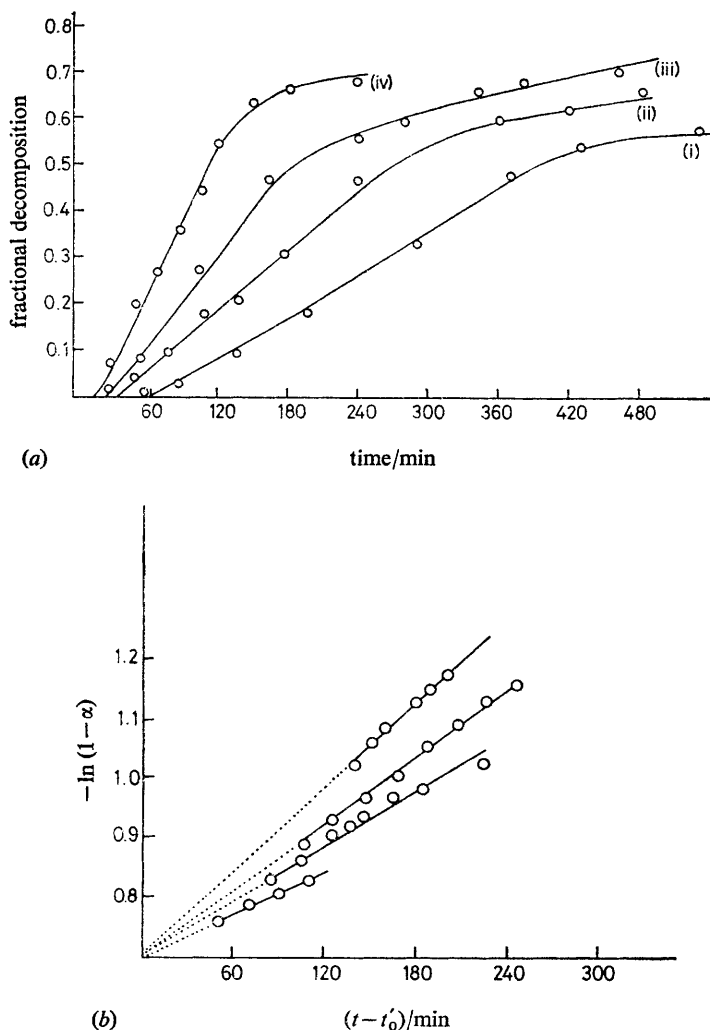 0.8
0.7
0.6
0.5
0.4
0.3
0.2
0.1
fractional decomposition
(iv)
(iii)
(ii)
(i)
60 120 180 240 300 360 420 480
(a) time/min
1.2
1.1
1.0
0.9
0.8
−ln (1−α)
60 120 180 240 300
(b) (t−t′₀)/min